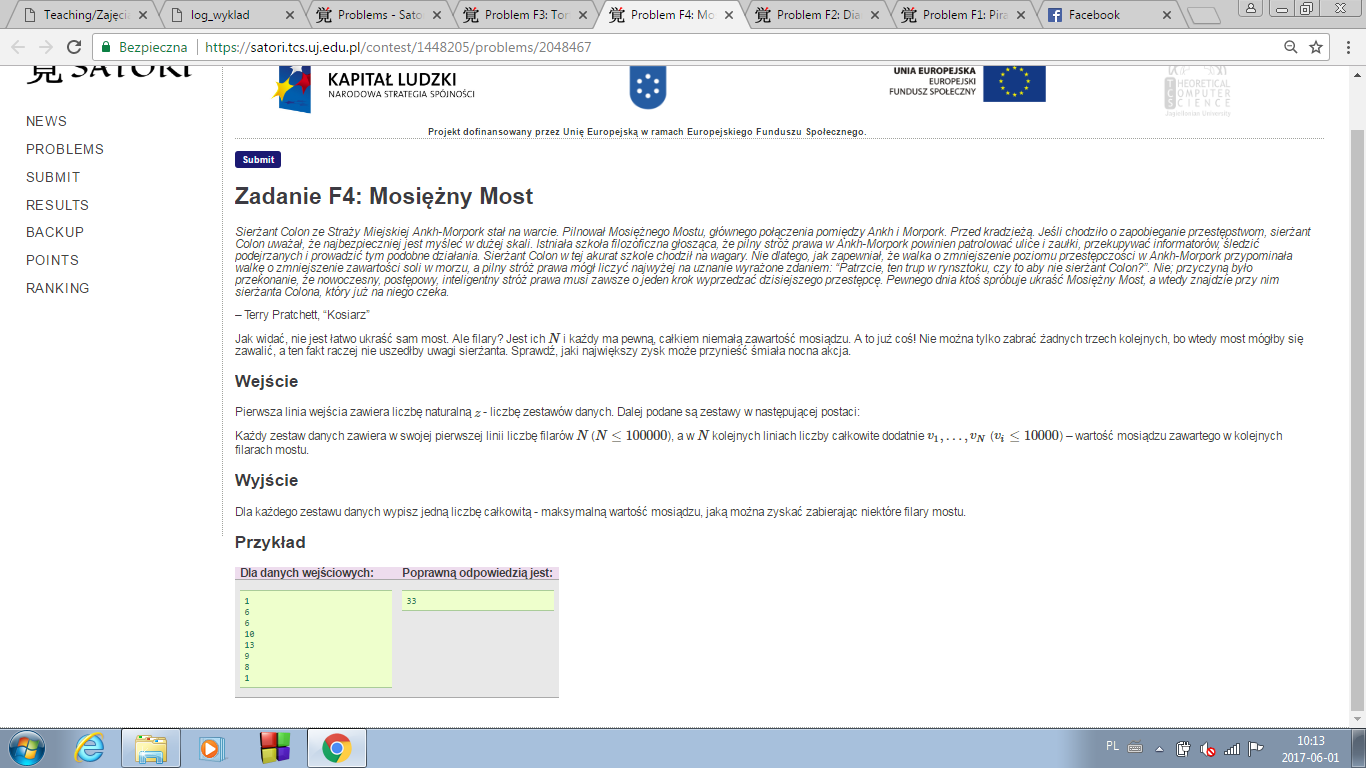 Teaching/Zajęci
log_wyklad
Problems - Sato
Problem F3: Tor
Problem F4: Mo
Problem F2: Dia
Problem F1: Pira
Facebook
Bezpieczna
https://satori.tcs.uj.edu.pl/contest/1448205/problems/2048467
覚 SATORI
KAPITAŁ LUDZKI
NARODOWA STRATEGIA SPÓJNOŚCI
UNIA EUROPEJSKA
EUROPEJSKI
FUNDUSZ SPOŁECZNY
THEORETICAL
COMPUTER
SCIENCE
TCS
Jagiellonian University
Projekt dofinansowany przez Unię Europejską w ramach Europejskiego Funduszu Społecznego.
NEWS
PROBLEMS
SUBMIT
RESULTS
BACKUP
POINTS
RANKING
Submit
Zadanie F4: Mosiężny Most
Sierżant Colon ze Straży Miejskiej Ankh-Morpork stał na warcie. Pilnował Mosiężnego Mostu, głównego połączenia pomiędzy Ankh i Morpork. Przed kradzieżą. Jeśli chodziło o zapobieganie przestępstwom, sierżant
Colon uważał, że najbezpieczniej jest myśleć w dużej skali. Istniała szkoła filozoficzna głosząca, że pilny stróż prawa w Ankh-Morpork powinien patrolować ulice i zaułki, przekupywać informatorów, śledzić
podejrzanych i prowadzić tym podobne działania. Sierżant Colon w tej akurat szkole chodził na wagary. Nie dlatego, jak zapewniał, że walka o zmniejszenie poziomu przestępczości w Ankh-Morpork przypominała
walkę o zmniejszenie zawartości soli w morzu, a pilny stróż prawa mógł liczyć najwyżej na uznanie wyrażone zdaniem: “Patrzcie, ten trup w rynsztoku, czy to aby nie sierżant Colon?”. Nie; przyczyną było
przekonanie, że nowoczesny, postępowy, inteligentny stróż prawa musi zawsze o jeden krok wyprzedzać dzisiejszego przestępcę. Pewnego dnia ktoś spróbuje ukraść Mosiężny Most, a wtedy znajdzie przy nim
sierżanta Colona, który już na niego czeka.
– Terry Pratchett, “Kosiarz”
Jak widać, nie jest łatwo ukraść sam most. Ale filary? Jest ich N i każdy ma pewną, całkiem niemałą zawartość mosiądzu. A to już coś! Nie można tylko zabrać żadnych trzech kolejnych, bo wtedy most mógłby się
zawalić, a ten fakt raczej nie uszedłby uwagi sierżanta. Sprawdź, jaki największy zysk może przynieść śmiała nocna akcja.
Wejście
Pierwsza linia wejścia zawiera liczbę naturalną z - liczbę zestawów danych. Dalej podane są zestawy w następującej postaci:
Każdy zestaw danych zawiera w swojej pierwszej linii liczbę filarów N (N ≤ 100000), a w N kolejnych liniach liczby całkowite dodatnie v₁, …, v_N (vᵢ ≤ 10000) – wartość mosiądzu zawartego w kolejnych
filarach mostu.
Wyjście
Dla każdego zestawu danych wypisz jedną liczbę całkowitą - maksymalną wartość mosiądzu, jaką można zyskać zabierając niektóre filary mostu.
Przykład
Dla danych wejściowych: Poprawną odpowiedzią jest:
1 33
6
6
10
13
9
8
1
PL
10:13
2017-06-01